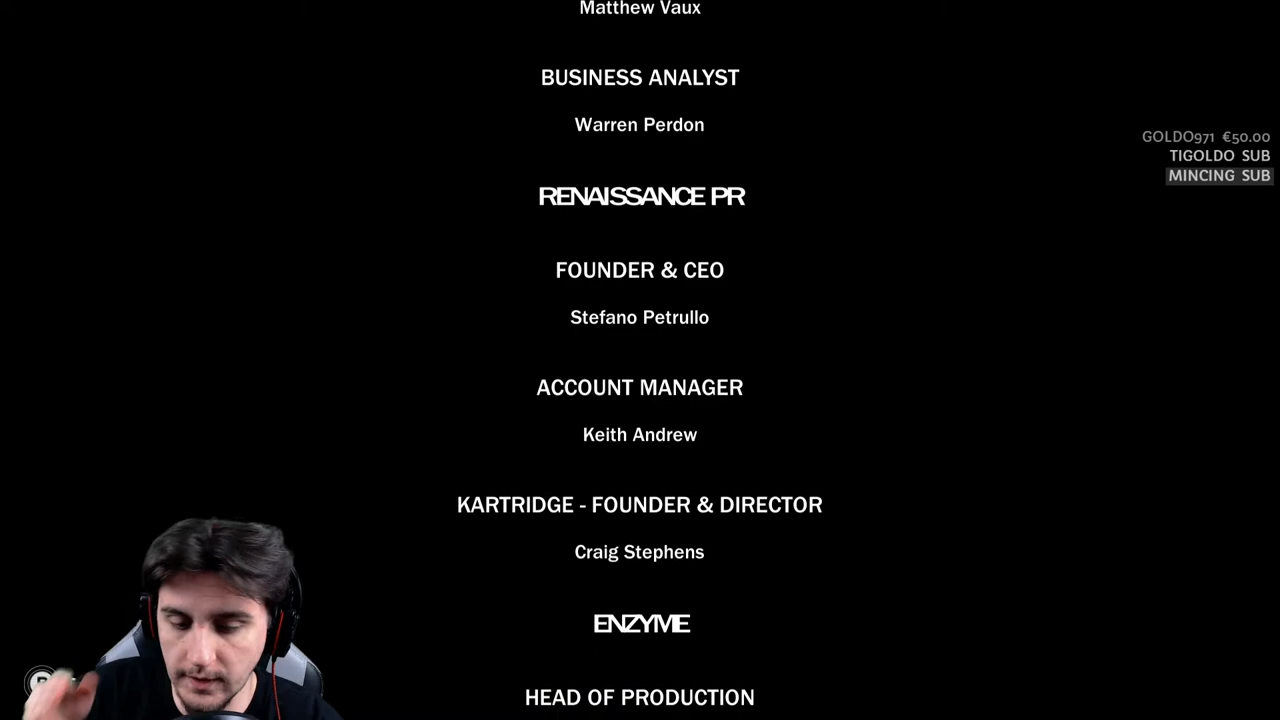 Matthew Vaux
BUSINESS ANALYST
Warren Perdon
GOLDO971 €50.00
TIGOLDO SUB
MINCING SUB
RENAISSANCE PR
FOUNDER & CEO
Stefano Petrullo
ACCOUNT MANAGER
Keith Andrew
KARTRIDGE - FOUNDER & DIRECTOR
Craig Stephens
ENZYME
HEAD OF PRODUCTION